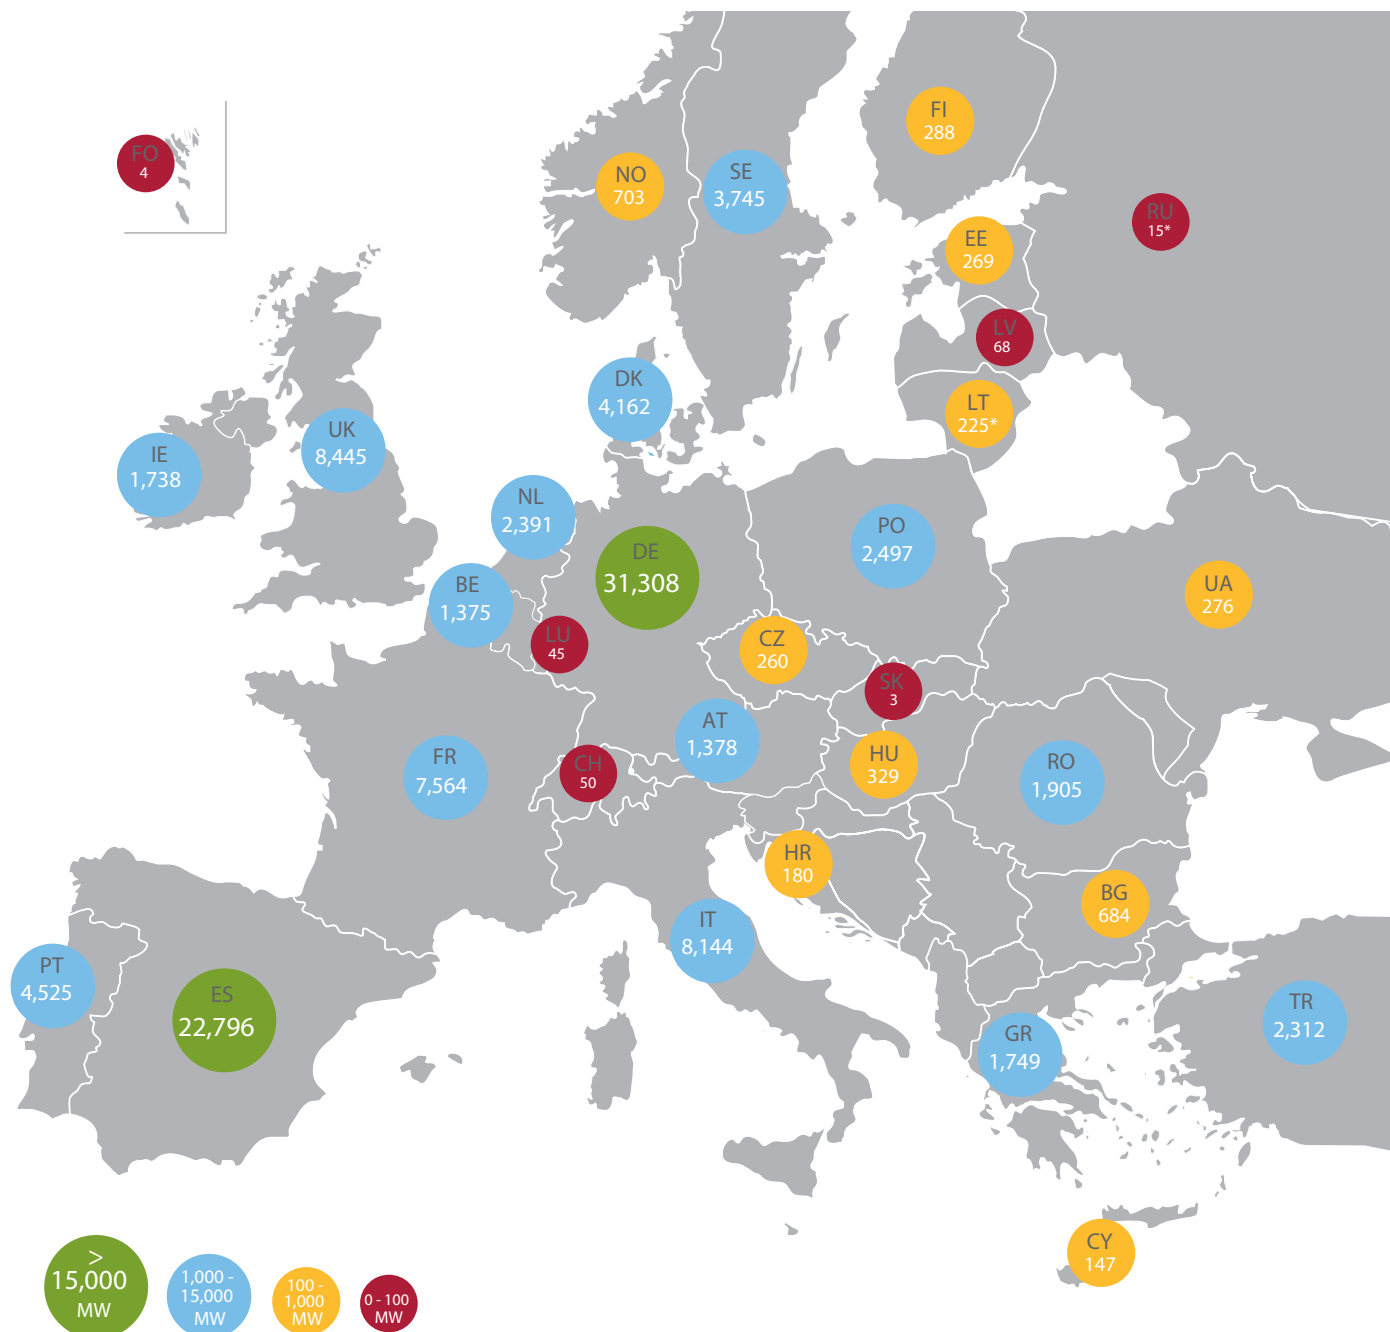 FI
288
FO
4
NO
703
SE
3,745
RU
15*
EE
269
LV
68
DK
4,162
LT
225*
UK
8,445
IE
1,738
NL
2,391
PO
2,497
DE
31,308
BE
1,375
UA
276
LU
45
CZ
260
SK
3
AT
1,378
FR
7,564
CH
50
HU
329
RO
1,905
HR
180
BG
684
IT
8,144
PT
4,525
ES
22,796
TR
2,312
GR
1,749
CY
147
>
15,000
MW
1,000 -
15,000
MW
100 -
1,000
MW
0 - 100
MW